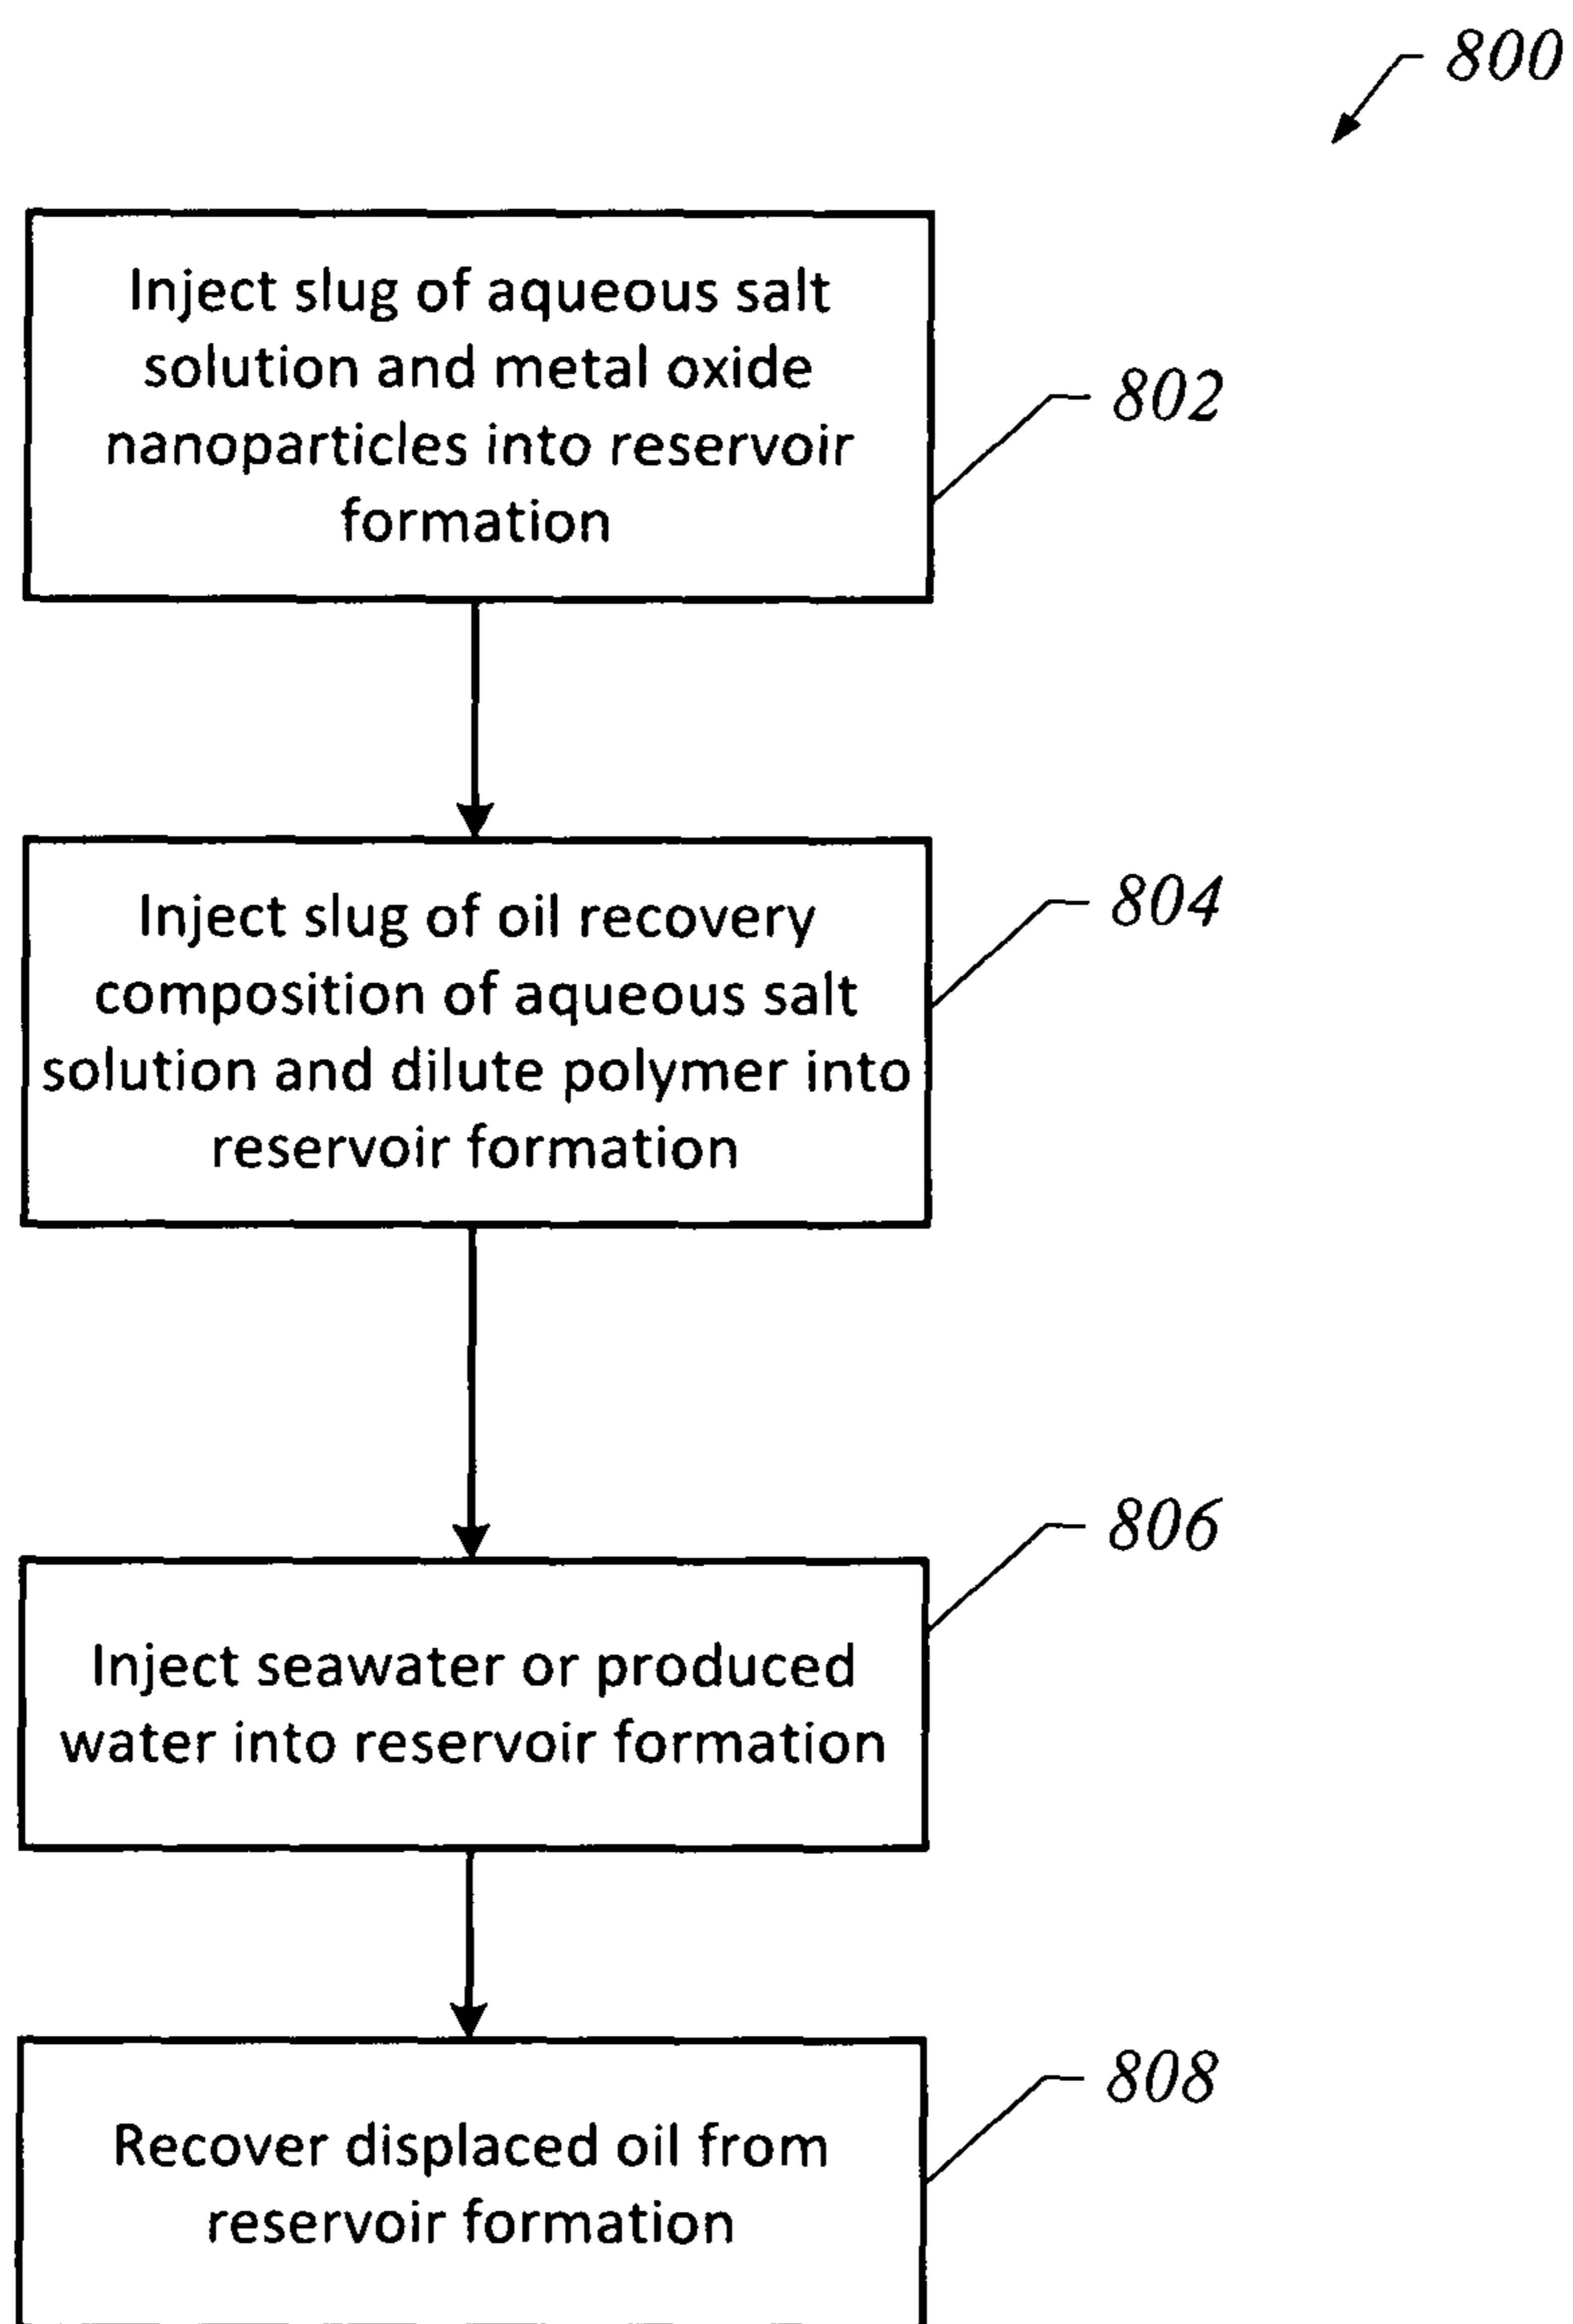 800
Inject slug of aqueous salt
solution and metal oxide
nanoparticles into reservoir
formation
802
Inject slug of oil recovery
composition of aqueous salt
solution and dilute polymer into
reservoir formation
804
Inject seawater or produced
water into reservoir formation
806
Recover displaced oil from
reservoir formation
808